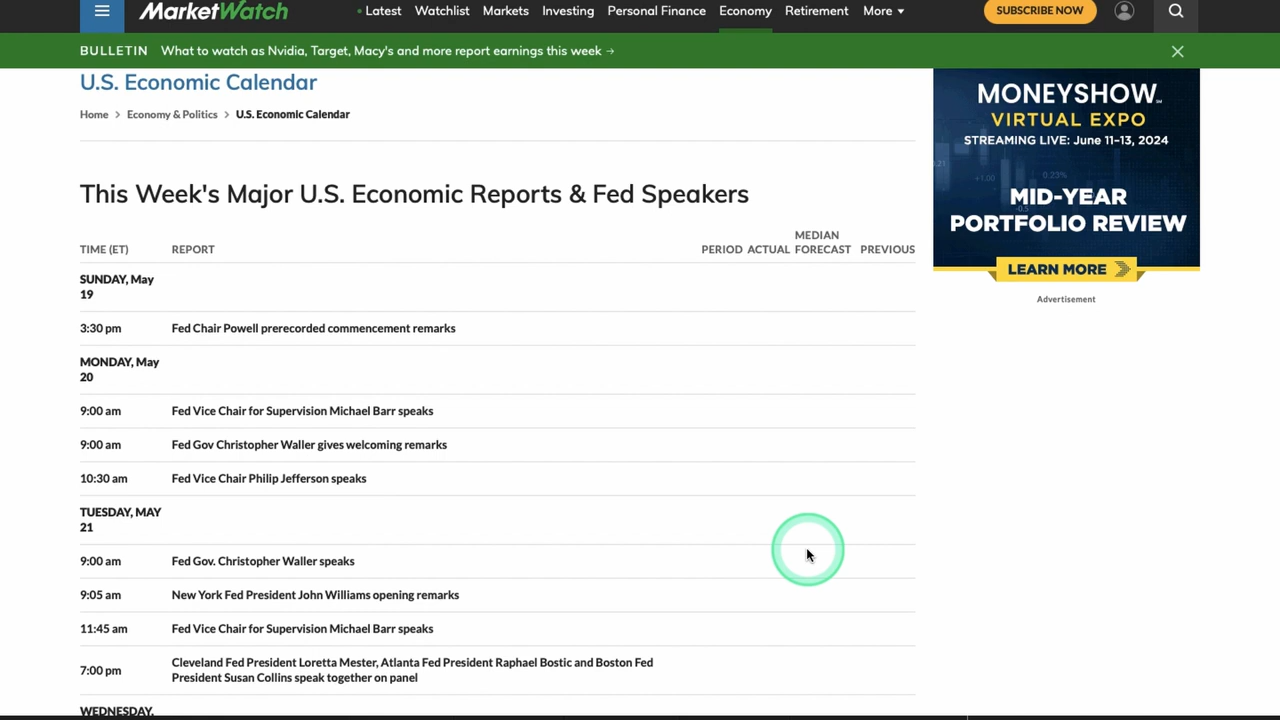 MarketWatch
Latest Watchlist Markets Investing Personal Finance Economy Retirement More SUBSCRIBE NOW
BULLETIN What to watch as Nvidia, Target, Macy's and more report earnings this week →
U.S. Economic Calendar
Home > Economy & Politics > U.S. Economic Calendar
This Week's Major U.S. Economic Reports & Fed Speakers
TIME (ET) REPORT PERIOD ACTUAL MEDIAN FORECAST PREVIOUS
SUNDAY, May
19
3:30 pm Fed Chair Powell prerecorded commencement remarks
MONDAY, May
20
9:00 am Fed Vice Chair for Supervision Michael Barr speaks
9:00 am Fed Gov Christopher Waller gives welcoming remarks
10:30 am Fed Vice Chair Philip Jefferson speaks
TUESDAY, MAY
21
9:00 am Fed Gov. Christopher Waller speaks
9:05 am New York Fed President John Williams opening remarks
11:45 am Fed Vice Chair for Supervision Michael Barr speaks
7:00 pm Cleveland Fed President Loretta Mester, Atlanta Fed President Raphael Bostic and Boston Fed
President Susan Collins speak together on panel
WEDNESDAY,
MONEYSHOW
VIRTUAL EXPO
STREAMING LIVE: June 11-13, 2024
MID-YEAR
PORTFOLIO REVIEW
LEARN MORE
Advertisement